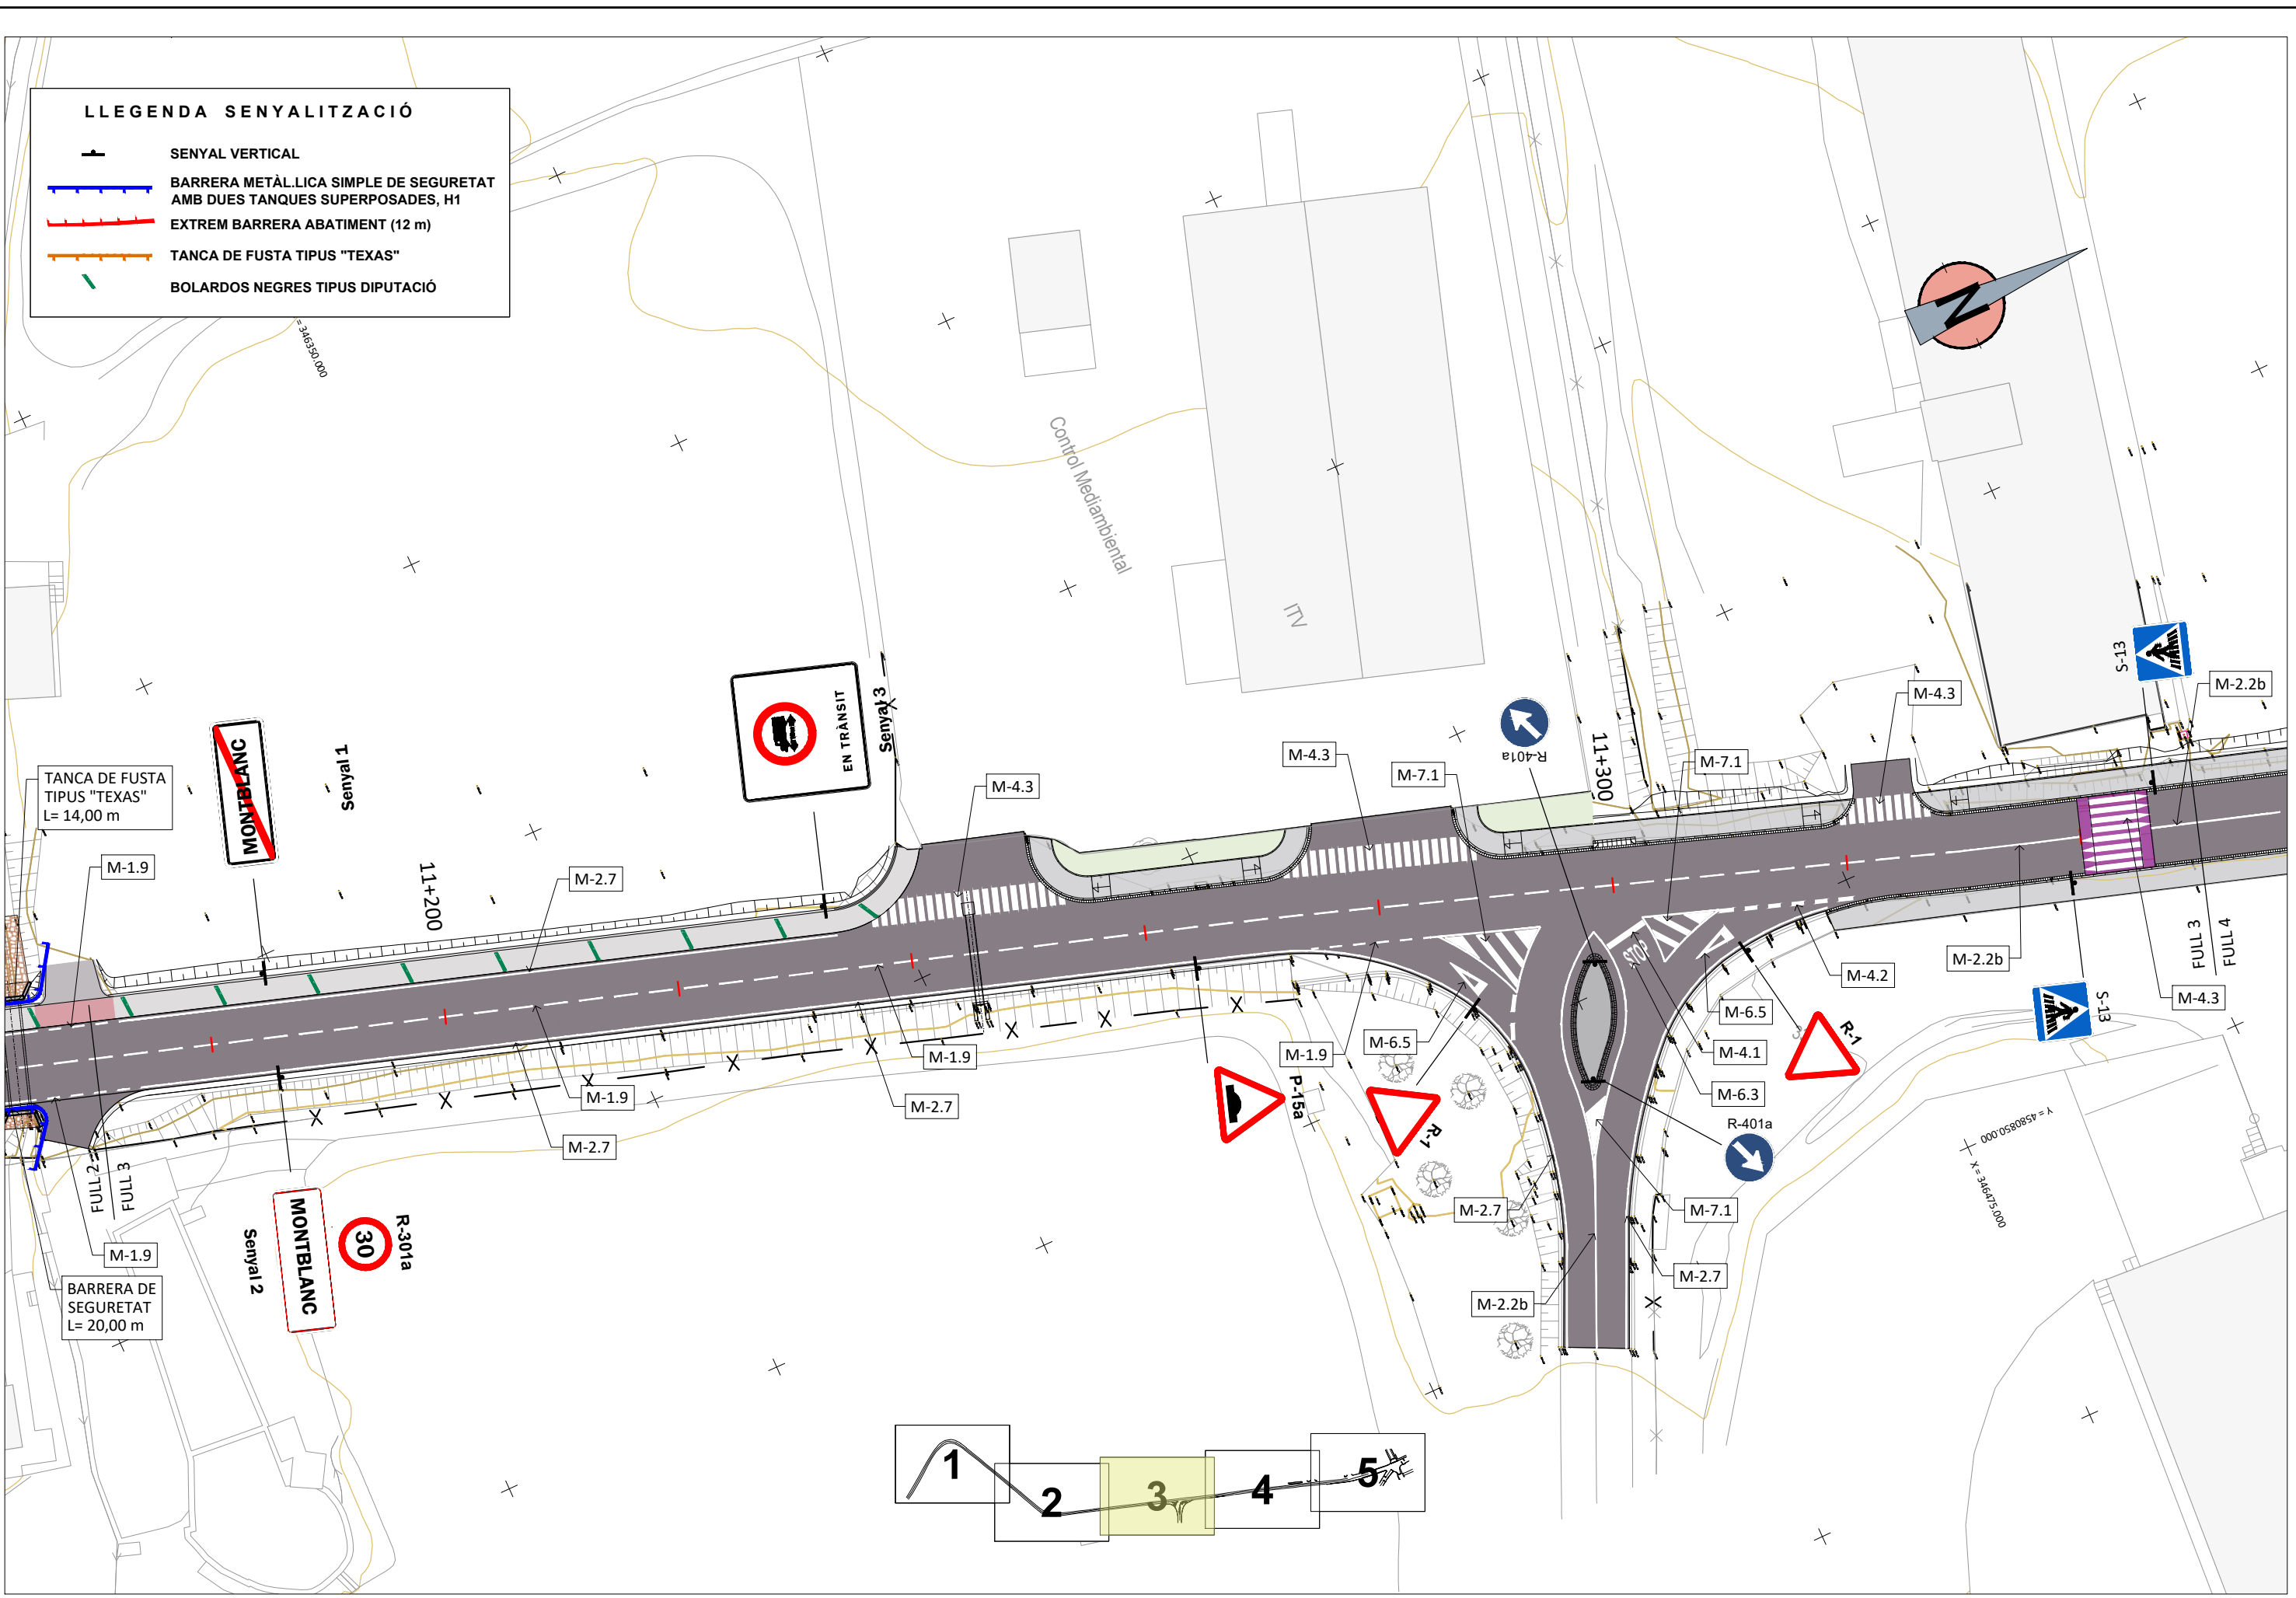 LLEGENDA SENYALITZACIÓ
SENYAL VERTICAL
BARRERA METÀL.LICA SIMPLE DE SEGURETAT
AMB DUES TANQUES SUPERPOSADES, H1
EXTREM BARRERA ABATIMENT (12 m)
TANCA DE FUSTA TIPUS "TEXAS"
BOLARDOS NEGRES TIPUS DIPUTACIÓ
= 346350.000
N
Control Mediambiental
ITV
S-13
M-2.2b
M-4.3
EN TRÀNSIT
Senyal 3
R-401a
11+300
M-7.1
M-4.3
M-7.1
M-4.3
TANCA DE FUSTA
TIPUS "TEXAS"
L= 14,00 m
MONTBLANC
Senyal 1
M-1.9
11+200
M-2.7
STOP
FULL 3
FULL 4
M-2.2b
M-4.2
M-4.3
S-13
M-6.5
M-4.1
M-6.3
R-1
M-6.5
M-1.9
M-1.9
M-1.9
M-2.7
P-15a
R-1
R-401a
M-2.7
FULL 2
FULL 3
M-1.9
BARRERA DE
SEGURETAT
L= 20,00 m
Senyal 2
MONTBLANC
30
R-301a
M-2.7
M-7.1
M-2.7
M-2.2b
Y = 4580850.000
X = 346475.000
1
2
3
4
5